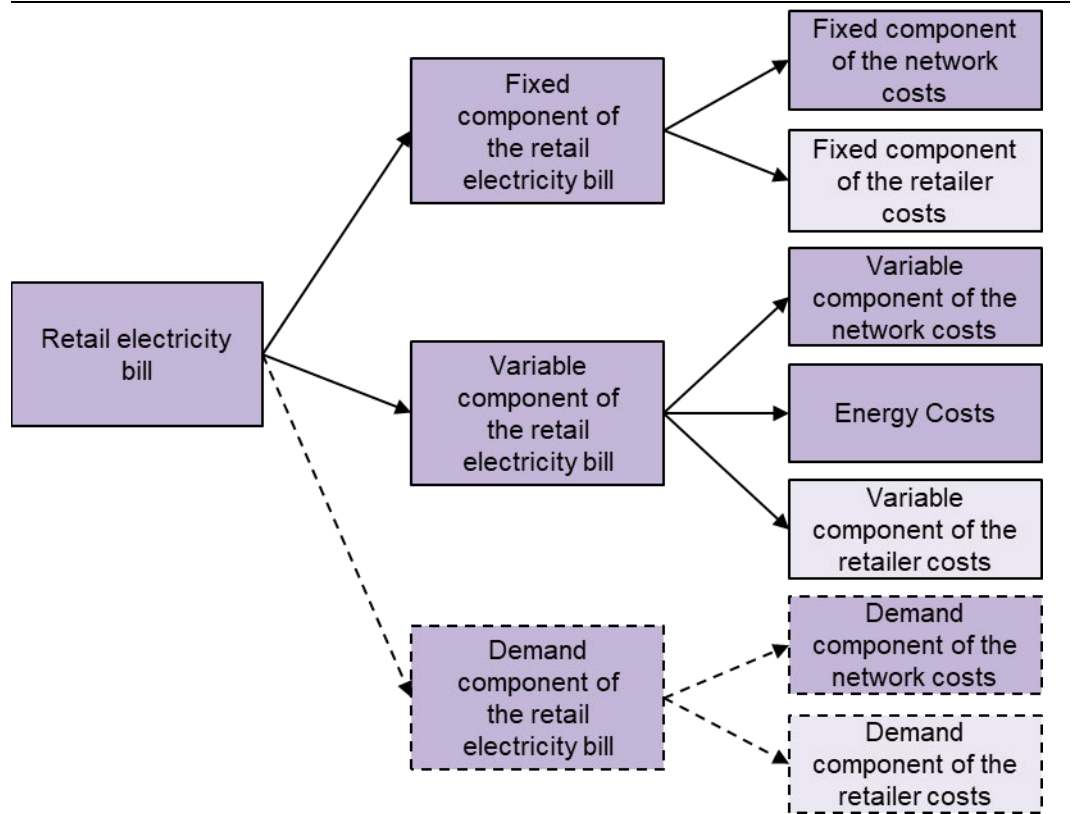 Retail electricity
bill
Fixed
component of
the retail
electricity bill
Fixed component
of the network
costs
Fixed component
of the retailer
costs
Variable
component of
the retail
electricity bill
Variable
component of the
network costs
Energy Costs
Variable
component of the
retailer costs
Demand
component of
the retail
electricity bill
Demand
component of the
network costs
Demand
component of the
retailer costs